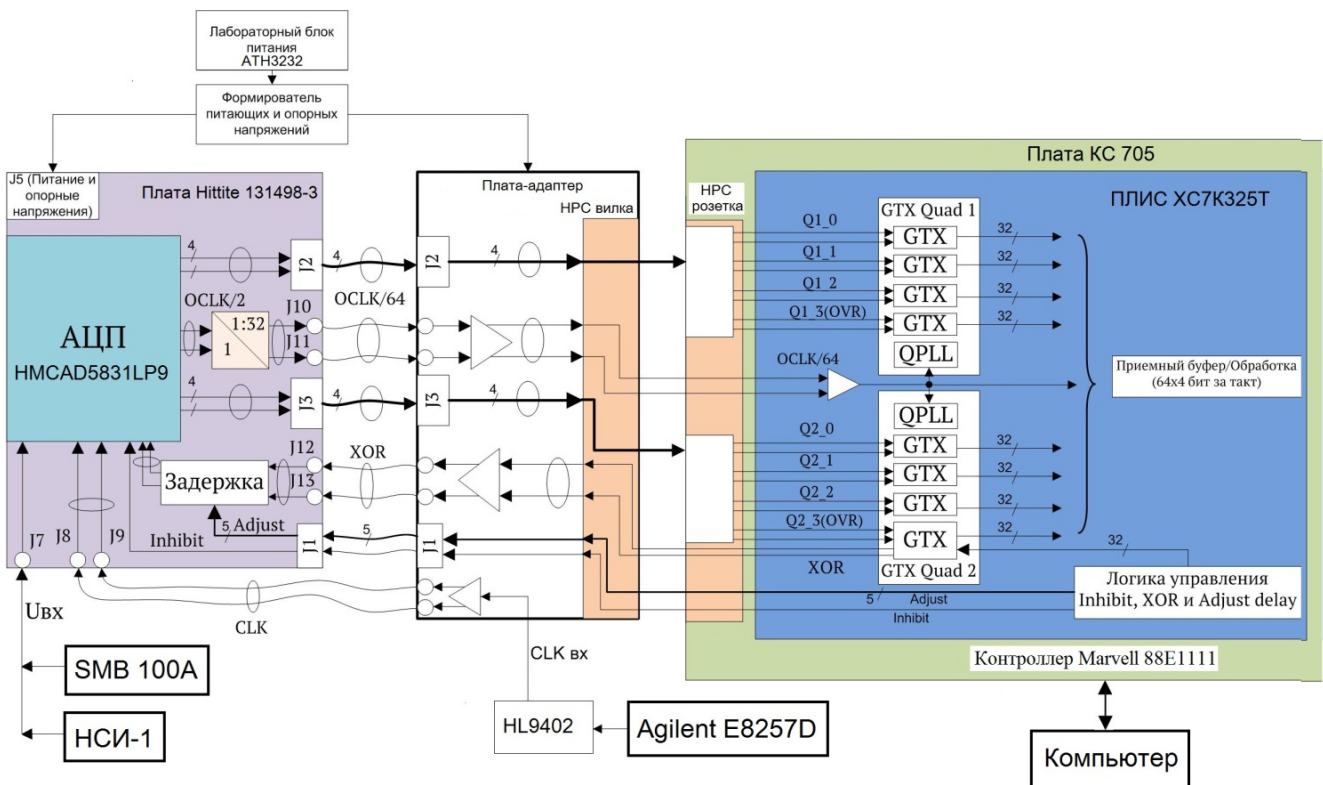 Лабораторный блок
питания
АТН3232
Формирователь
питающих и опорных
напряжений
J5 (Питание и
опорные
напряжения)
Плата Hittite 131498-3
АЦП
HMCAD5831LP9
4
J2
OCLK/2
1:32
1
J10
J11
4
J3
J12
J13
Задержка
5
Adjust
Inhibit
J1
J7
J8
J9
4
OCLK/64
4
XOR
5
CLK
Uвх
SMB 100A
НСИ-1
Плата-адаптер
HPC вилка
J2
4
J3
4
J1
CLK вх
HL9402
Agilent E8257D
Плата КС 705
HPC
розетка
ПЛИС XC7K325T
GTX Quad 1
Q1_0
GTX
32
Q1_1
GTX
32
Q1_2
GTX
32
Q1_3(OVR)
GTX
32
QPLL
OCLK/64
Приемный буфер/Обработка
(64x4 бит за такт)
QPLL
Q2_0
GTX
32
Q2_1
GTX
32
Q2_2
GTX
32
Q2_3(OVR)
GTX
32
32
XOR
GTX Quad 2
5
Adjust
Inhibit
Логика управления
Inhibit, XOR и Adjust delay
Контроллер Marvell 88E1111
Компьютер